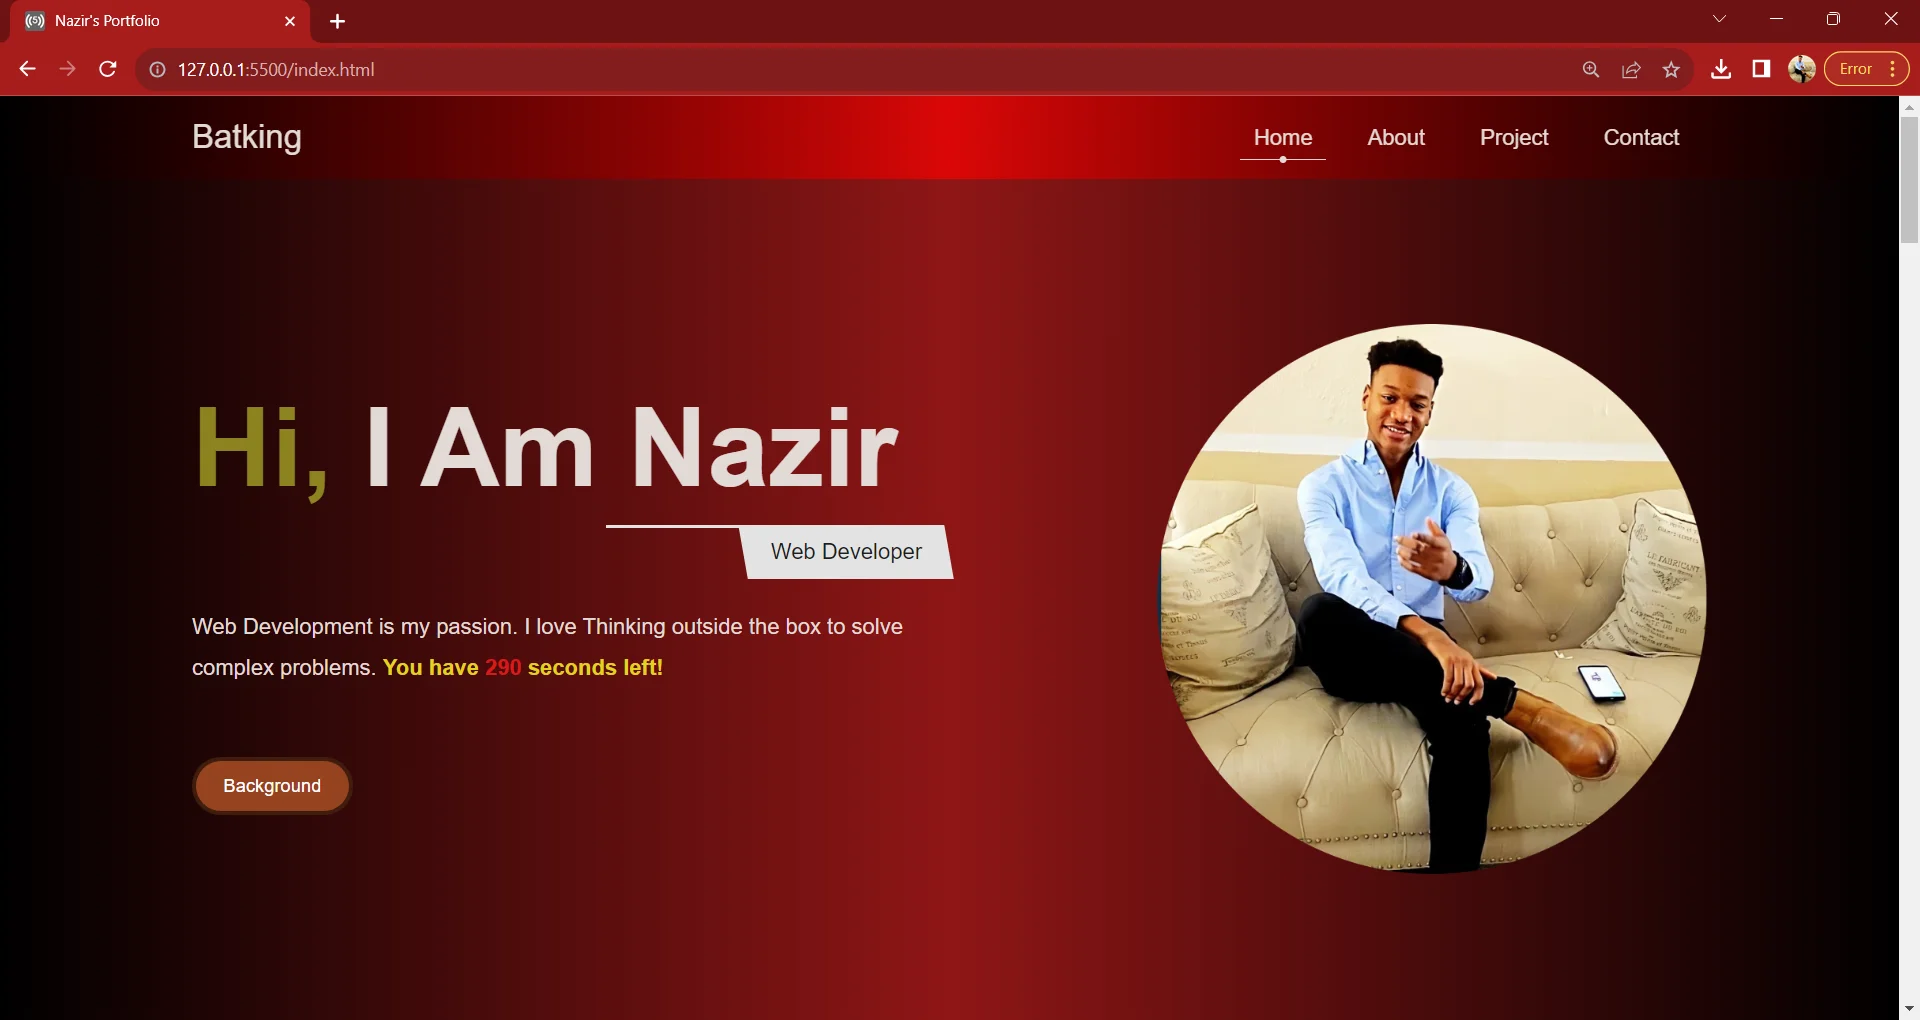 Nazir's Portfolio
127.0.0.1:5500/index.html
Error
Batking
Home About Project Contact
Hi, I Am Nazir
Web Developer
Web Development is my passion. I love Thinking outside the box to solve
complex problems. You have 290 seconds left!
Background